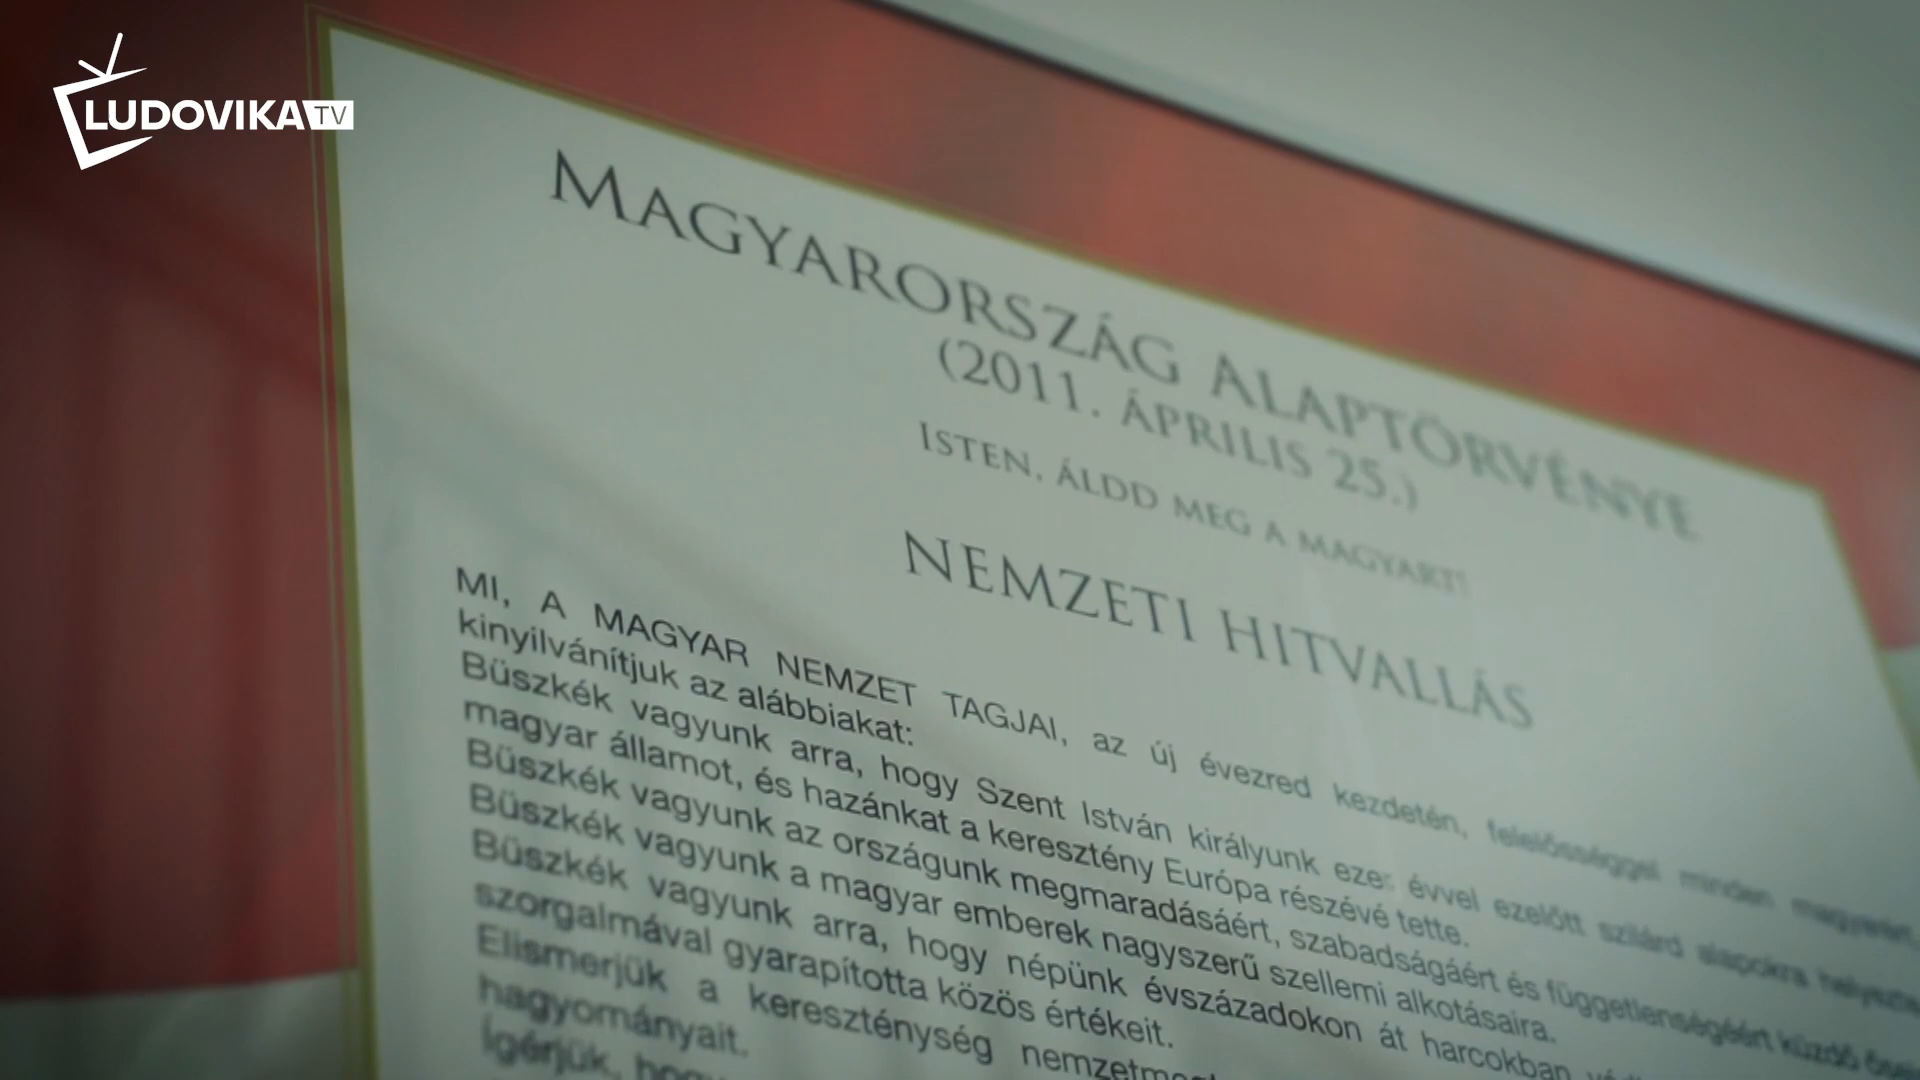 LUDOVIKA TV
MAGYARORSZÁG ALAPTÖRVÉNYE
(2011. ÁPRILIS 25.)
ISTEN, ÁLDD MEG A MAGYART!
NEMZETI HITVALLÁS
MI, A MAGYAR NEMZET TAGJAI, az új évezred kezdetén, felelősséggel minden magyarért,
kinyilvánítjuk az alábbiakat:
Büszkék vagyunk arra, hogy Szent István királyunk ezer évvel ezelőtt szilárd alapokra helyezte
magyar államot, és hazánkat a keresztény Európa részévé tette.
Büszkék vagyunk az országunk megmaradásáért, szabadságáért és függetlenségéért küzdő
Büszkék vagyunk a magyar emberek nagyszerű szellemi alkotásaira.
Büszkék vagyunk arra, hogy népünk évszázadokon át harcokban
szorgalmával gyarapította közös értékeit.
Elismerjük a kereszténység
hagyományait.
Ígérjük, hogy